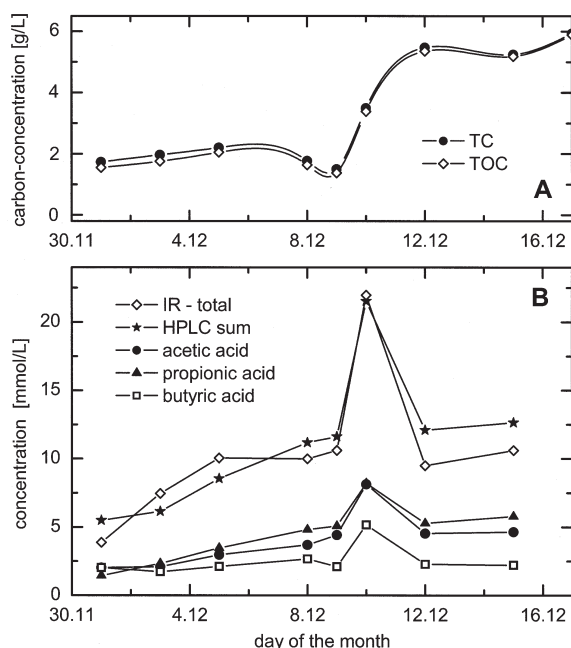 carbon-concentration [g/L]
6
4
2
0
TC
TOC
A
30.11 4.12 8.12 12.12 16.12
B
concentration [mmol/L]
20
15
10
5
0
IR - total
HPLC sum
acetic acid
propionic acid
butyric acid
30.11 4.12 8.12 12.12 16.12
day of the month